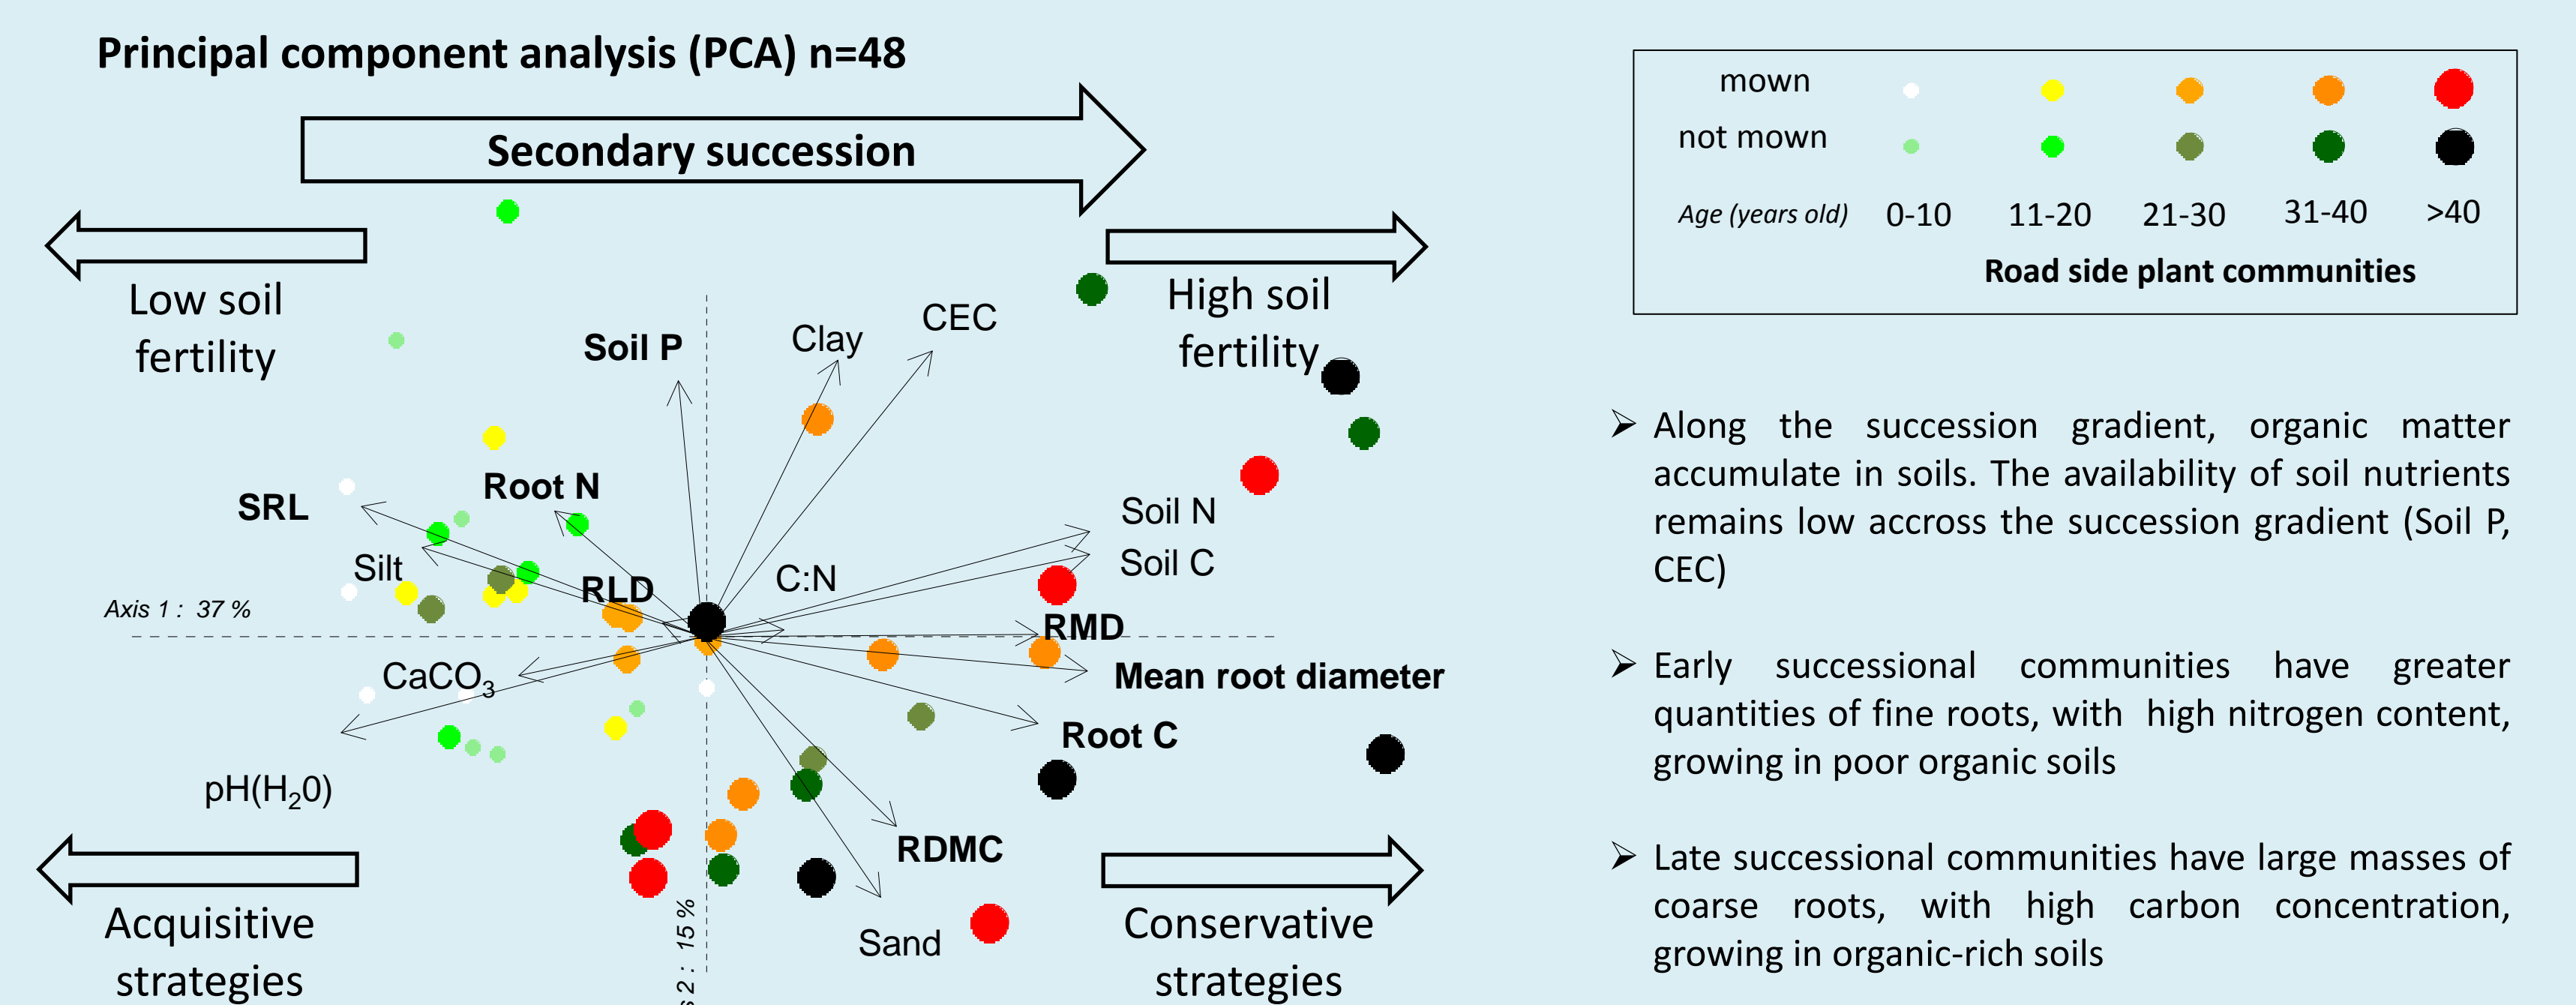 Principal component analysis (PCA) n=48
Secondary succession
Low soil
fertility
High soil
fertility
Soil P
Clay
CEC
SRL
Root N
Silt
RLD
C:N
Soil N
Soil C
Axis 1 : 37 %
RMD
CaCO3
Mean root diameter
Root C
pH(H20)
RDMC
Sand
s 2 : 15 %
Acquisitive
strategies
Conservative
strategies
mown
not mown
Age (years old) 0-10 11-20 21-30 31-40 >40
Road side plant communities
➢ Along the succession gradient, organic matter
accumulate in soils. The availability of soil nutrients
remains low accross the succession gradient (Soil P,
CEC)
➢ Early successional communities have greater
quantities of fine roots, with high nitrogen content,
growing in poor organic soils
➢ Late successional communities have large masses of
coarse roots, with high carbon concentration,
growing in organic-rich soils